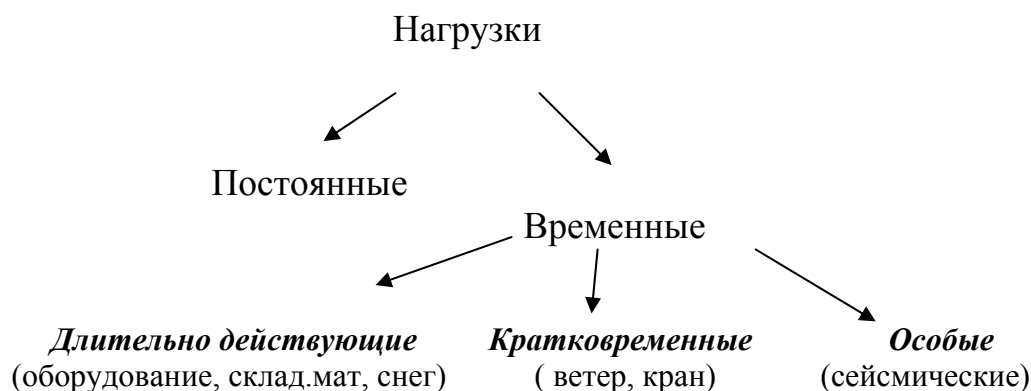 Нагрузки
Постоянные
Временные
Длительно действующие
(оборудование, склад.мат, снег)
Кратковременные
( ветер, кран)
Особые
(сейсмические)